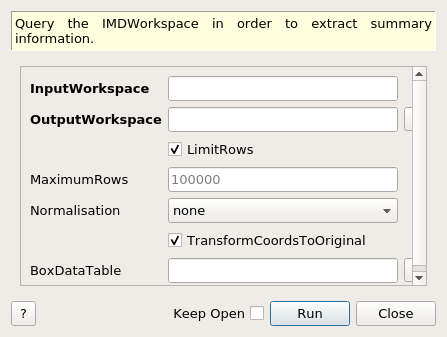 Query the IMDWorkspace in order to extract summary
information.
InputWorkspace
OutputWorkspace
LimitRows
MaximumRows 100000
Normalisation none
TransformCoordsToOriginal
BoxDataTable
? Keep Open Run Close